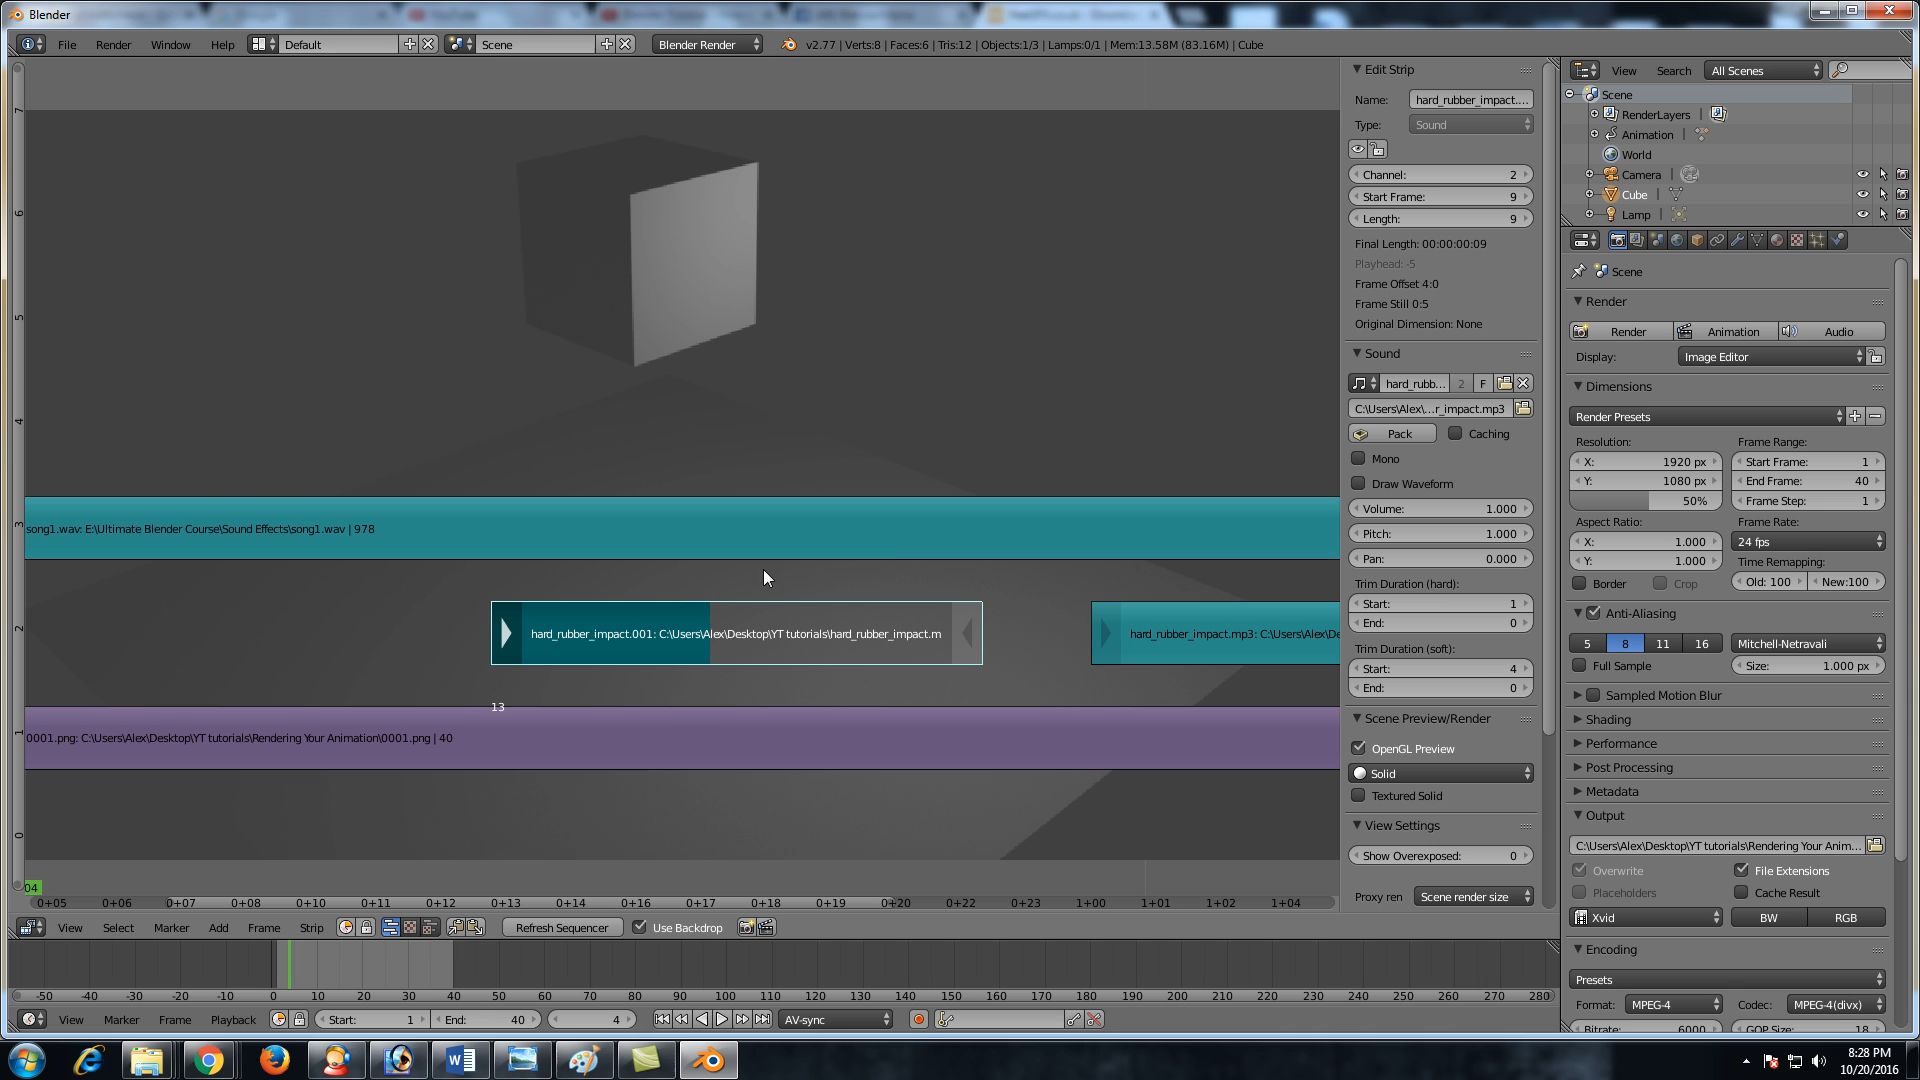 Blender
File Render Window Help Default Scene Blender Render v2.77 | Verts:8 | Faces:6 | Tris:12 | Objects:1/3 | Lamps:0/1 | Mem:13.58M (83.16M) | Cube
7
6
5
4
3
2
1
0
song1.wav: E:\Ultimate Blender Course\Sound Effects\song1.wav | 978
hard_rubber_impact.001: C:\Users\Alex\Desktop\YT tutorials\hard_rubber_impact.m
hard_rubber_impact.mp3: C:\Users\Alex\De
13
0001.png: C:\Users\Alex\Desktop\YT tutorials\Rendering Your Animation\0001.png | 40
04
0+05 0+06 0+07 0+08 0+10 0+11 0+12 0+13 0+14 0+16 0+17 0+18 0+19 0+20 0+22 0+23 1+00 1+01 1+02 1+04
View Select Marker Add Frame Strip Refresh Sequencer Use Backdrop
Edit Strip
Name: hard_rubber_impact....
Type: Sound
Channel: 2
Start Frame: 9
Length: 9
Final Length: 00:00:00:09
Playhead: -5
Frame Offset 4:0
Frame Still 0:5
Original Dimension: None
Sound
hard_rubb... 2 F
C:\Users\Alex\...r_impact.mp3
Pack Caching
Mono
Draw Waveform
Volume: 1.000
Pitch: 1.000
Pan: 0.000
Trim Duration (hard):
Start: 1
End: 0
Trim Duration (soft):
Start: 4
End: 0
Scene Preview/Render
OpenGL Preview
Solid
Textured Solid
View Settings
Show Overexposed: 0
Proxy ren Scene render size
View Search All Scenes
Scene
RenderLayers
Animation
World
Camera
Cube
Lamp
Scene
Render
Render Animation Audio
Display: Image Editor
Dimensions
Render Presets
Resolution: Frame Range:
X: 1920 px Start Frame: 1
Y: 1080 px End Frame: 40
50% Frame Step: 1
Aspect Ratio: Frame Rate:
X: 1.000 24 fps
Y: 1.000 Time Remapping:
Border Crop Old: 100 New:100
Anti-Aliasing
5 8 11 16 Mitchell-Netravali
Full Sample Size: 1.000 px
Sampled Motion Blur
Shading
Performance
Post Processing
Metadata
Output
C:\Users\Alex\Desktop\YT tutorials\Rendering Your Anim...
Overwrite File Extensions
Placeholders Cache Result
Xvid BW RGB
Encoding
Presets
Format: MPEG-4 Codec: MPEG-4(divx)
Bitrate: 6000 GOP Size: 18
-50 -40 -30 -20 -10 0 10 20 30 40 50 60 70 80 90 100 110 120 130 140 150 160 170 180 190 200 210 220 230 240 250 260 270 280
View Marker Frame Playback Start: 1 End: 40 4 AV-sync
8:28 PM
10/20/2016